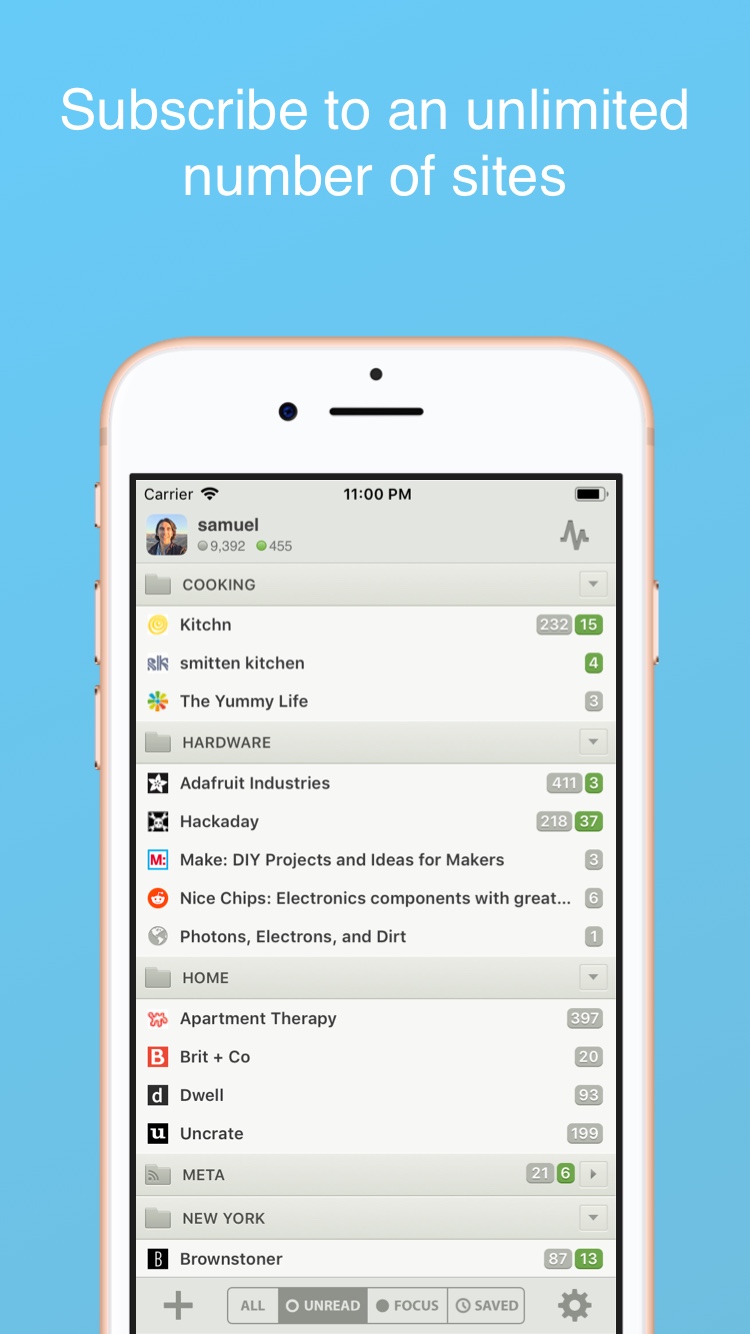 Subscribe to an unlimited
number of sites
Carrier 11:00 PM
samuel
9,392 455
COOKING
Kitchn 232 15
smitten kitchen 4
The Yummy Life 3
HARDWARE
Adafruit Industries 411 3
Hackaday 218 37
M: Make: DIY Projects and Ideas for Makers 3
Nice Chips: Electronics components with great... 6
Photons, Electrons, and Dirt 1
HOME
Apartment Therapy 397
B Brit + Co 20
d Dwell 93
u Uncrate 199
META 21 6
NEW YORK
B Brownstoner 87 13
ALL UNREAD FOCUS SAVED